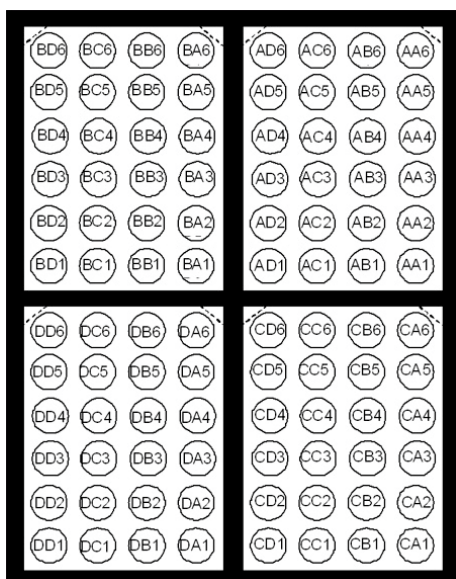 BD6 BC6 BB6 BA6 AD6 AC6 AB6 AA6
BD5 BC5 BB5 BA5 AD5 AC5 AB5 AA5
BD4 BC4 BB4 BA4 AD4 AC4 AB4 AA4
BD3 BC3 BB3 BA3 AD3 AC3 AB3 AA3
BD2 BC2 BB2 BA2 AD2 AC2 AB2 AA2
BD1 BC1 BB1 BA1 AD1 AC1 AB1 AA1
DD6 DC6 DB6 DA6 CD6 CC6 CB6 CA6
DD5 DC5 DB5 DA5 CD5 CC5 CB5 CA5
DD4 DC4 DB4 DA4 CD4 CC4 CB4 CA4
DD3 DC3 DB3 DA3 CD3 CC3 CB3 CA3
DD2 DC2 DB2 DA2 CD2 CC2 CB2 CA2
DD1 DC1 DB1 DA1 CD1 CC1 CB1 CA1